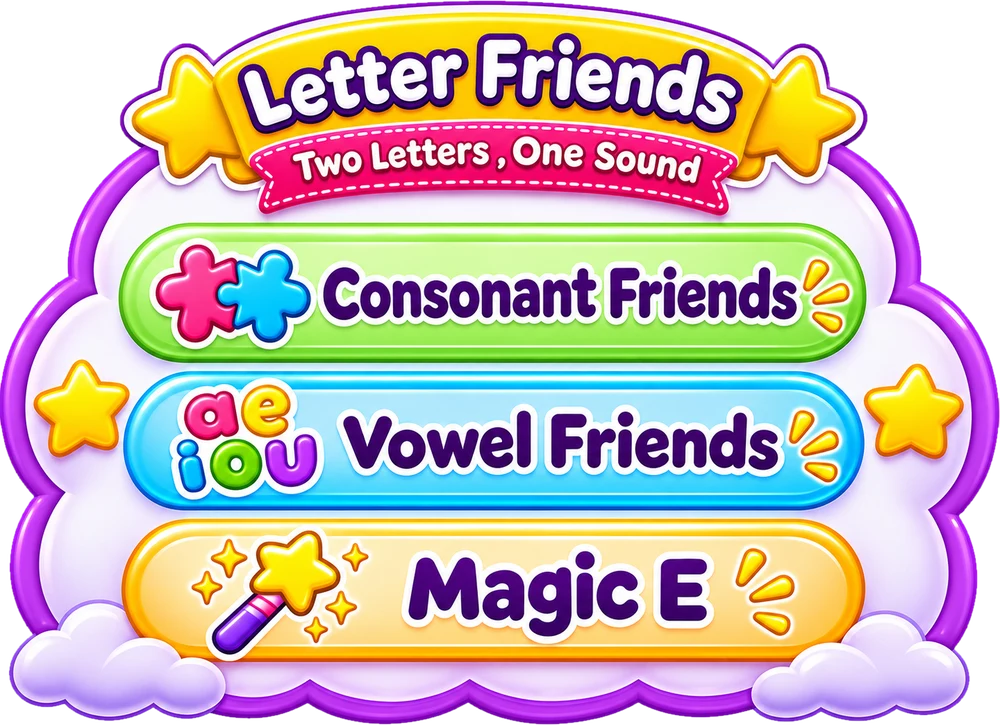 Letter Friends
Two Letters , One Sound
Consonant Friends
ae
iou
Vowel Friends
Magic E